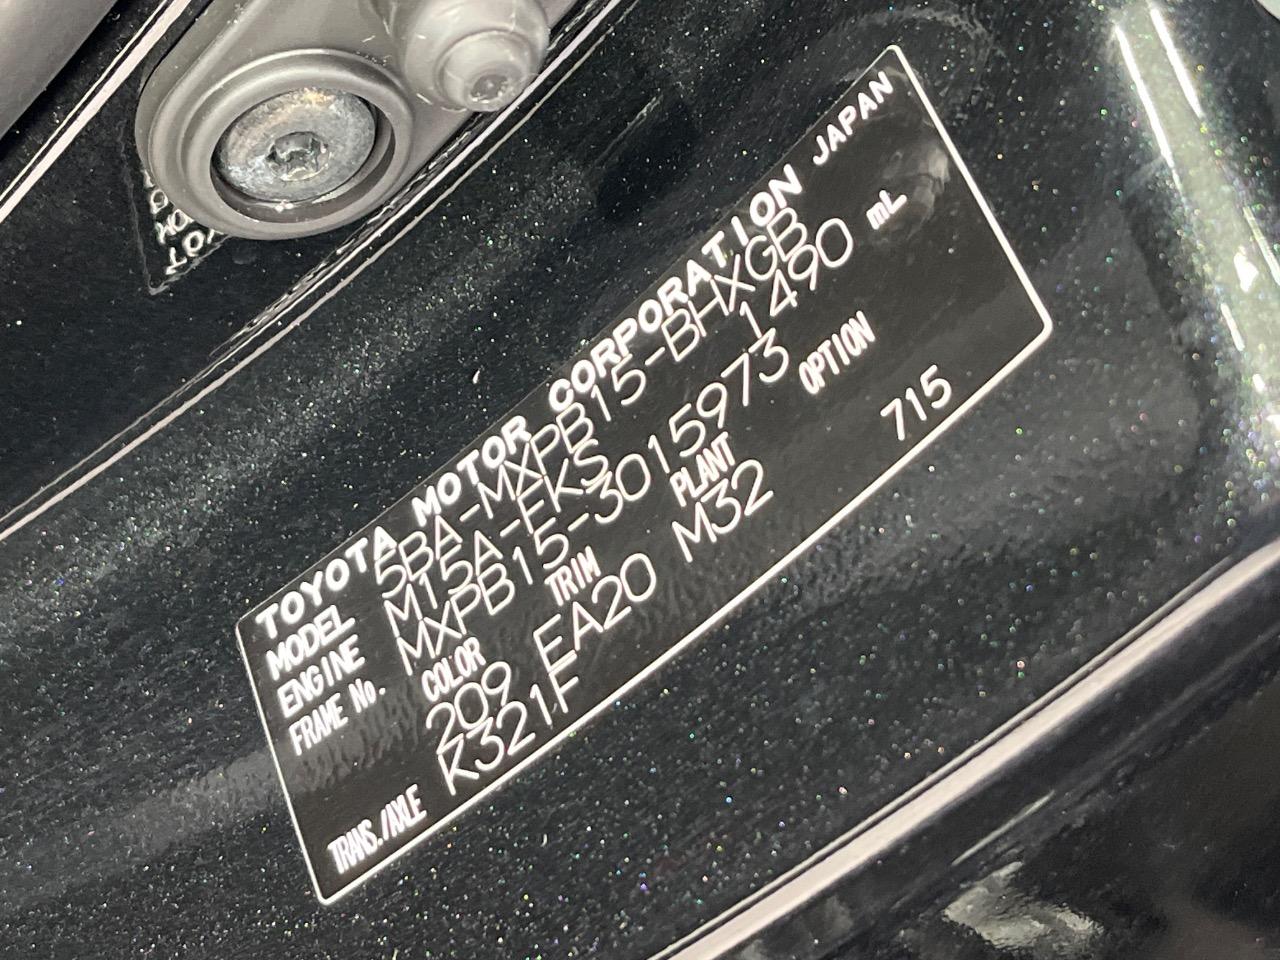 TOYOTA MOTOR CORPORATION JAPAN
MODEL 5BA-MXPB15-BHXGB
ENGINE M15A-FKS 1490 mL
FRAME No. MXPB15-3015973
COLOR TRIM PLANT OPTION
209 EA20 M32 715
TRANS./AXLE K321F